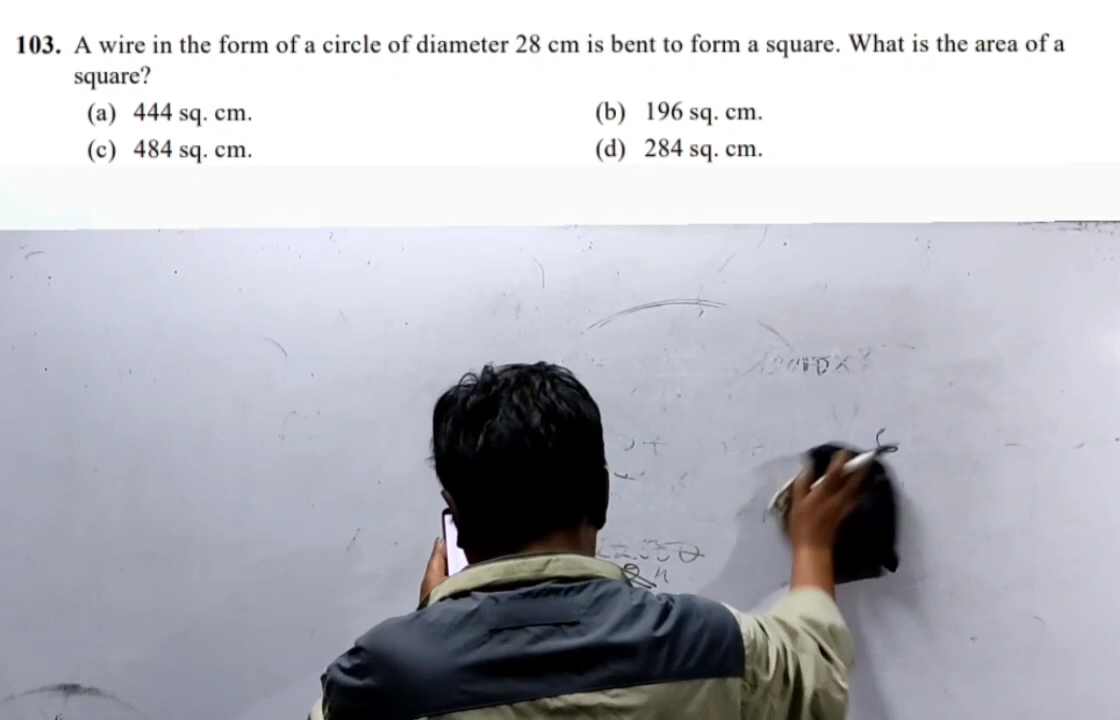 103. A wire in the form of a circle of diameter 28 cm is bent to form a square. What is the area of a
square?
(a) 444 sq. cm. (b) 196 sq. cm.
(c) 484 sq. cm. (d) 284 sq. cm.